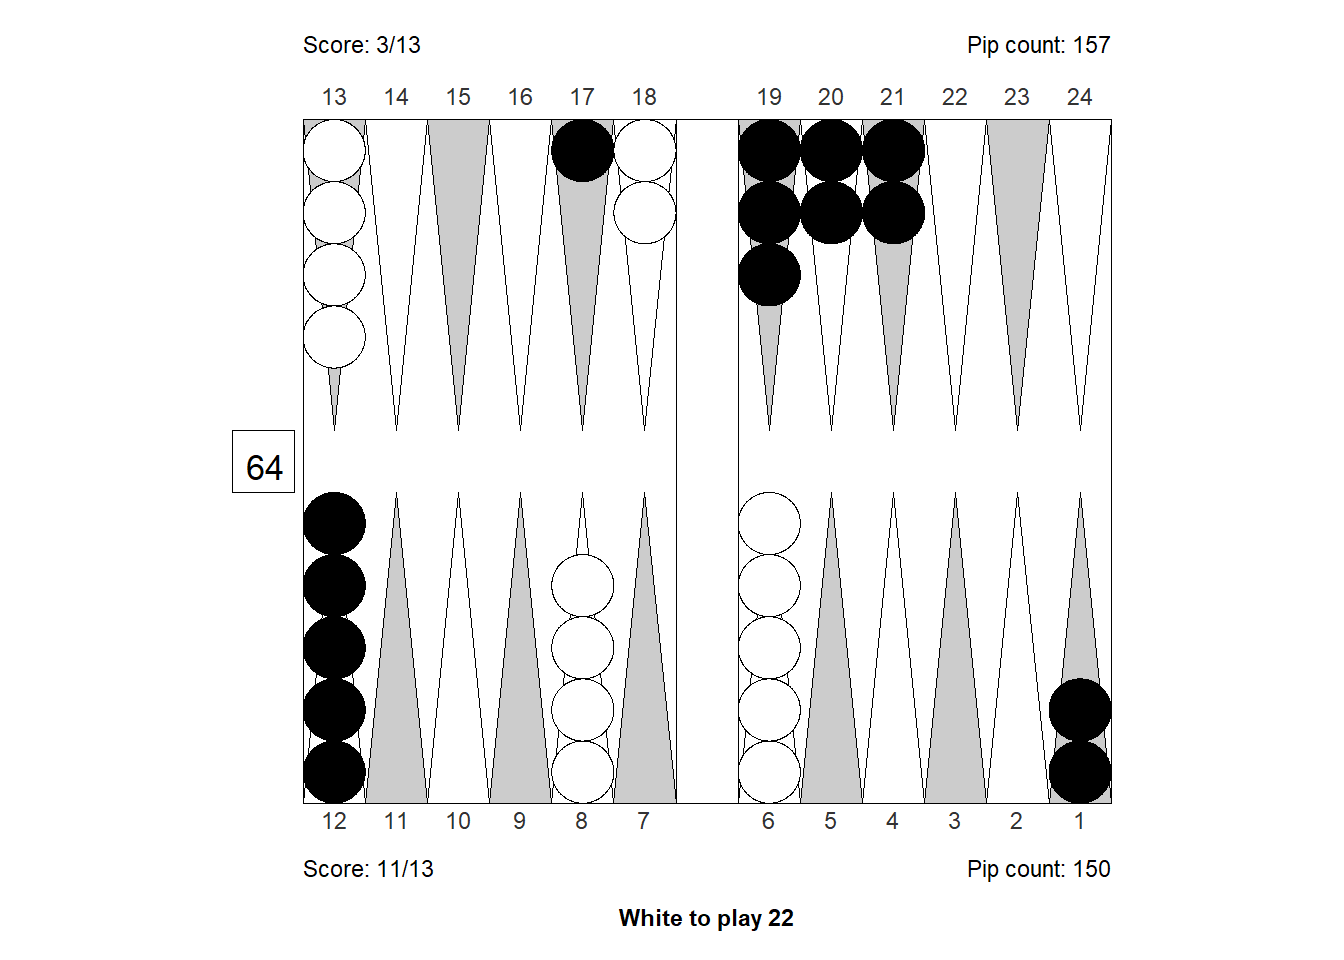 Score: 3/13 Pip count: 157
13 14 15 16 17 18 19 20 21 22 23 24
64
12 11 10 9 8 7 6 5 4 3 2 1
Score: 11/13 Pip count: 150
White to play 22